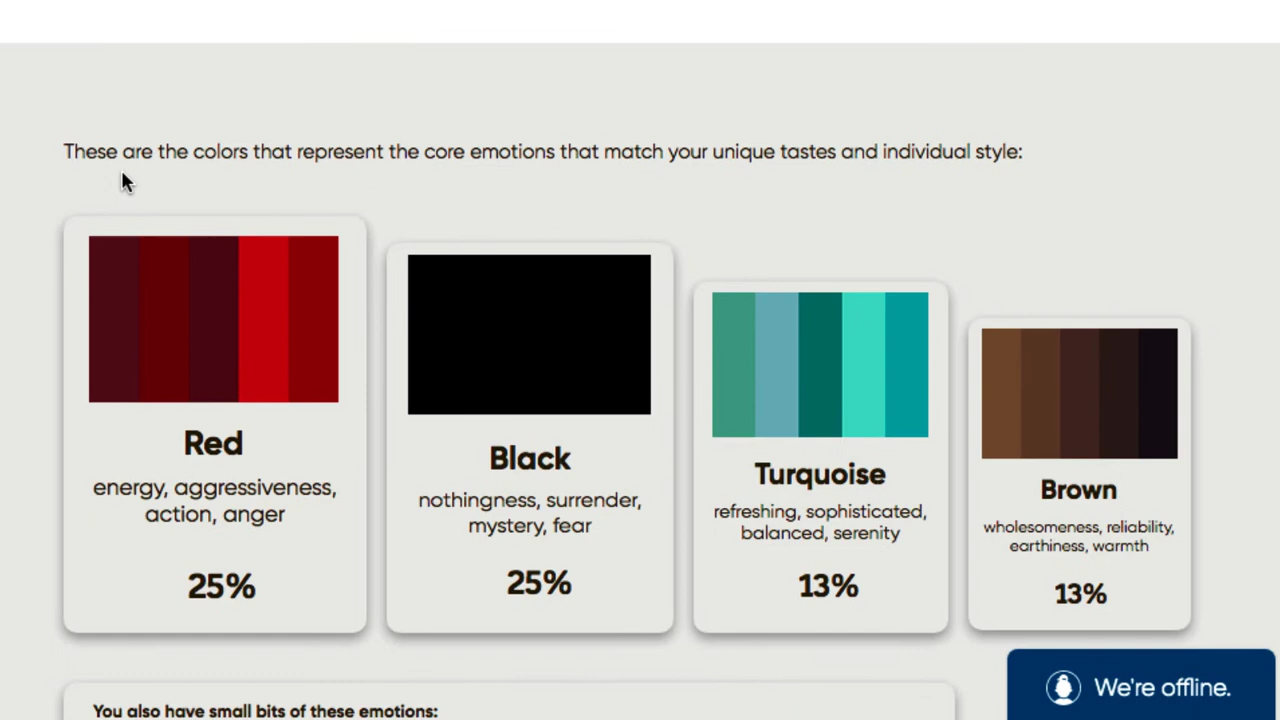 These are the colors that represent the core emotions that match your unique tastes and individual style:
Red
energy, aggressiveness,
action, anger
25%
Black
nothingness, surrender,
mystery, fear
25%
Turquoise
refreshing, sophisticated,
balanced, serenity
13%
Brown
wholesomeness, reliability,
earthiness, warmth
13%
We're offline.
You also have small bits of these emotions: